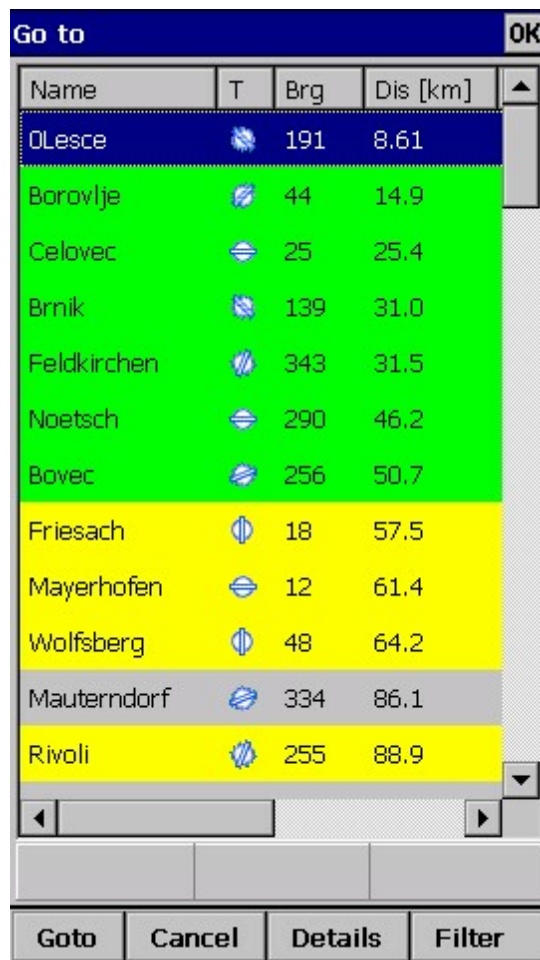 Go to OK
Name T Brg Dis [km]
0Lesce 191 8.61
Borovlje 44 14.9
Celovec 25 25.4
Brnik 139 31.0
Feldkirchen 343 31.5
Noetsch 290 46.2
Bovec 256 50.7
Friesach 18 57.5
Mayerhofen 12 61.4
Wolfsberg 48 64.2
Mauterndorf 334 86.1
Rivoli 255 88.9
Goto Cancel Details Filter